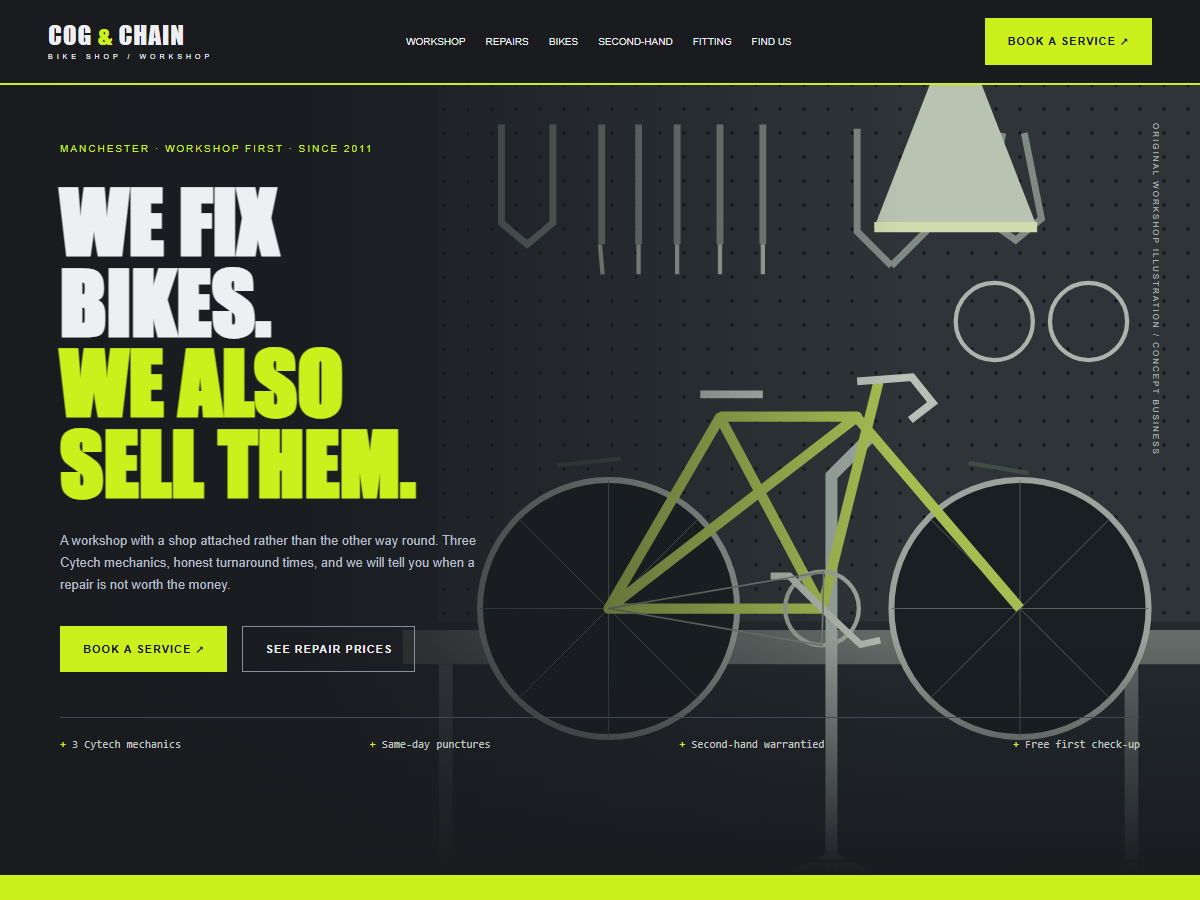 COG & CHAIN
BIKE SHOP / WORKSHOP
WORKSHOP REPAIRS BIKES SECOND-HAND FITTING FIND US
BOOK A SERVICE ↗
MANCHESTER · WORKSHOP FIRST · SINCE 2011
WE FIX
BIKES.
WE ALSO
SELL THEM.
A workshop with a shop attached rather than the other way round. Three
Cytech mechanics, honest turnaround times, and we will tell you when a
repair is not worth the money.
BOOK A SERVICE ↗
SEE REPAIR PRICES
+ 3 Cytech mechanics
+ Same-day punctures
+ Second-hand warrantied
+ Free first check-up
ORIGINAL WORKSHOP ILLUSTRATION / CONCEPT BUSINESS